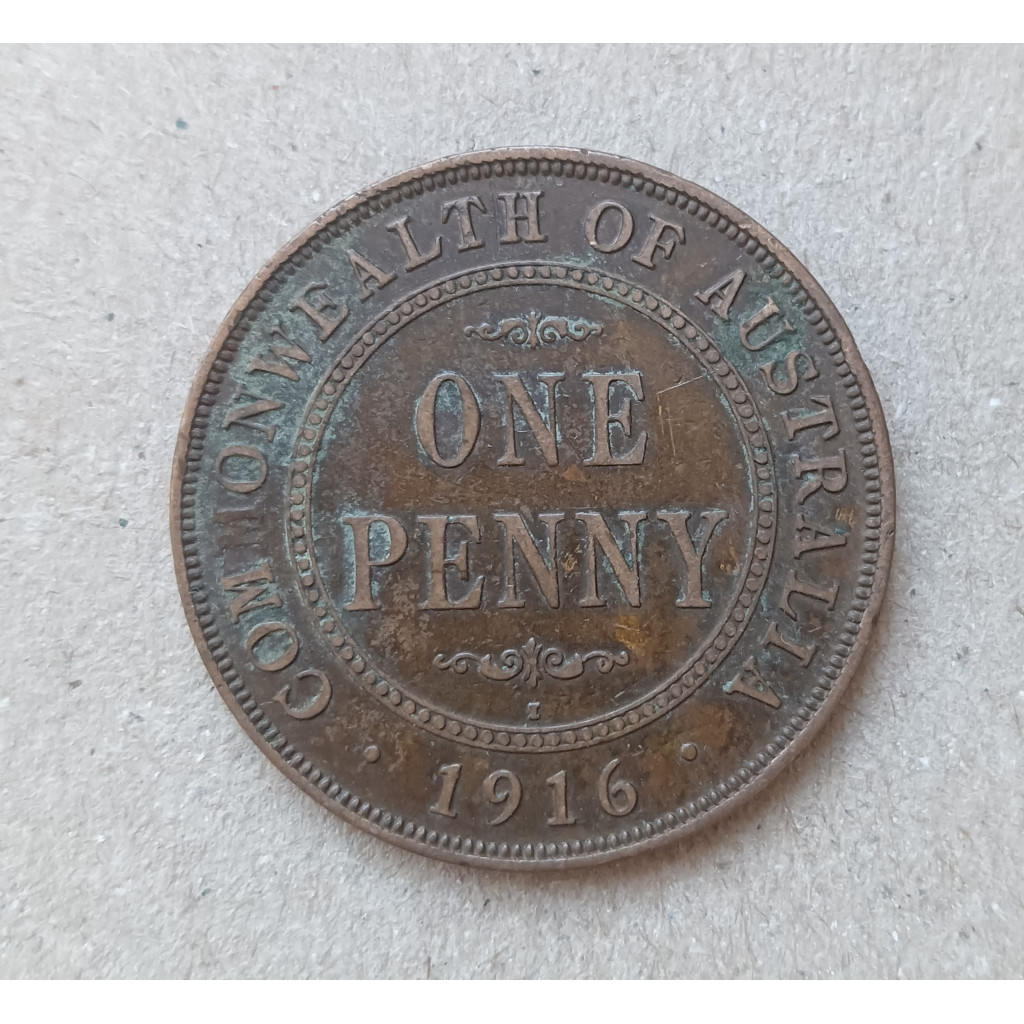 COMMONWEALTH OF AUSTRALIA
ONE
PENNY
I
· 1916 ·